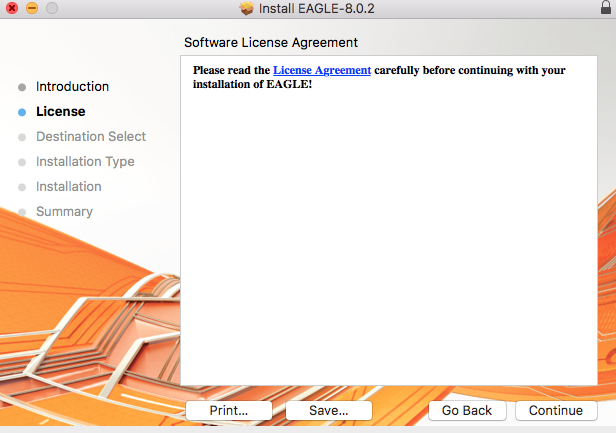 Install EAGLE-8.0.2
Software License Agreement
Introduction
License
Destination Select
Installation Type
Installation
Summary
Please read the License Agreement carefully before continuing with your
installation of EAGLE!
Print...
Save...
Go Back
Continue